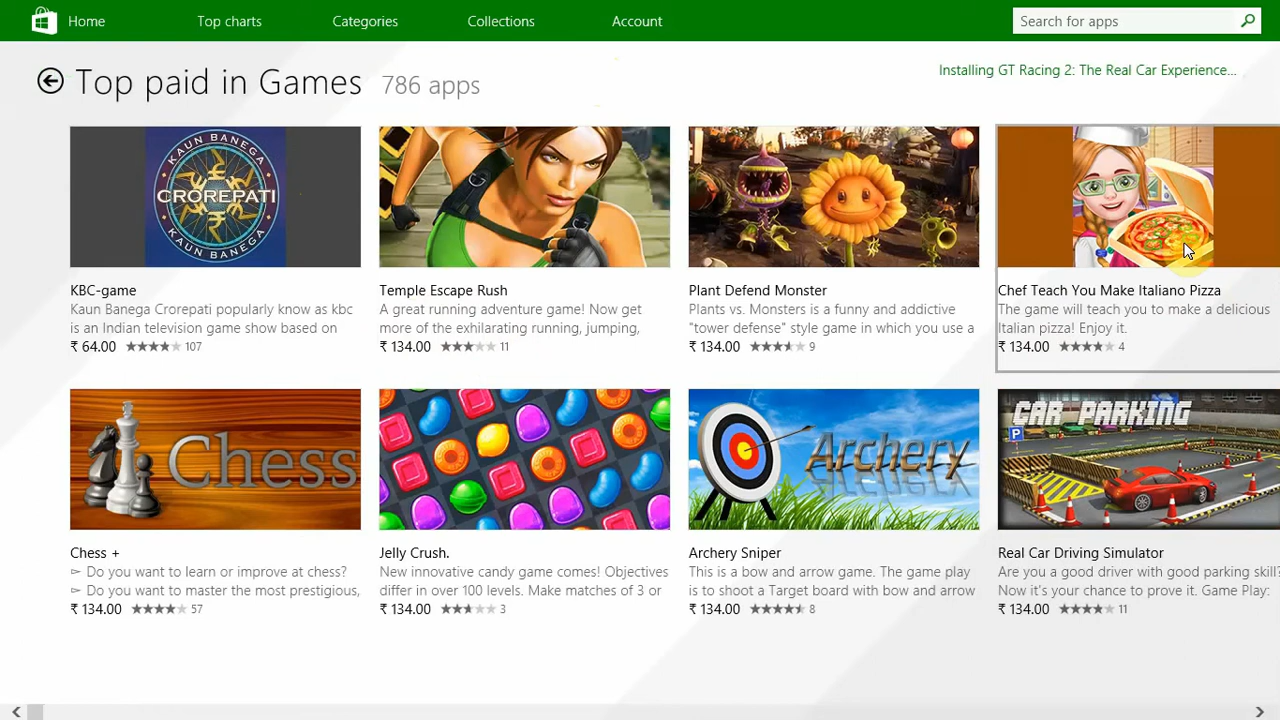 Home
Top charts
Categories
Collections
Account
Search for apps
Top paid in Games 786 apps
Installing GT Racing 2: The Real Car Experience...
KAUN BANEGA
CROREPATI
KAUN BANEGA
KBC-game
Kaun Banega Crorepati popularly know as kbc
is an Indian television game show based on
₹ 64.00 107
Temple Escape Rush
A great running adventure game! Now get
more of the exhilarating running, jumping,
₹ 134.00 11
Plant Defend Monster
Plants vs. Monsters is a funny and addictive
"tower defense" style game in which you use a
₹ 134.00 9
Chef Teach You Make Italiano Pizza
The game will teach you to make a delicious
Italian pizza! Enjoy it.
₹ 134.00 4
Chess
Chess +
➢ Do you want to learn or improve at chess?
➢ Do you want to master the most prestigious,
₹ 134.00 57
Jelly Crush.
New innovative candy game comes! Objectives
differ in over 100 levels. Make matches of 3 or
₹ 134.00 3
Archery
Archery Sniper
This is a bow and arrow game. The game play
is to shoot a Target board with bow and arrow
₹ 134.00 8
CAR PARKING
P
Real Car Driving Simulator
Are you a good driver with good parking skill?
Now it's your chance to prove it. Game Play:
₹ 134.00 11